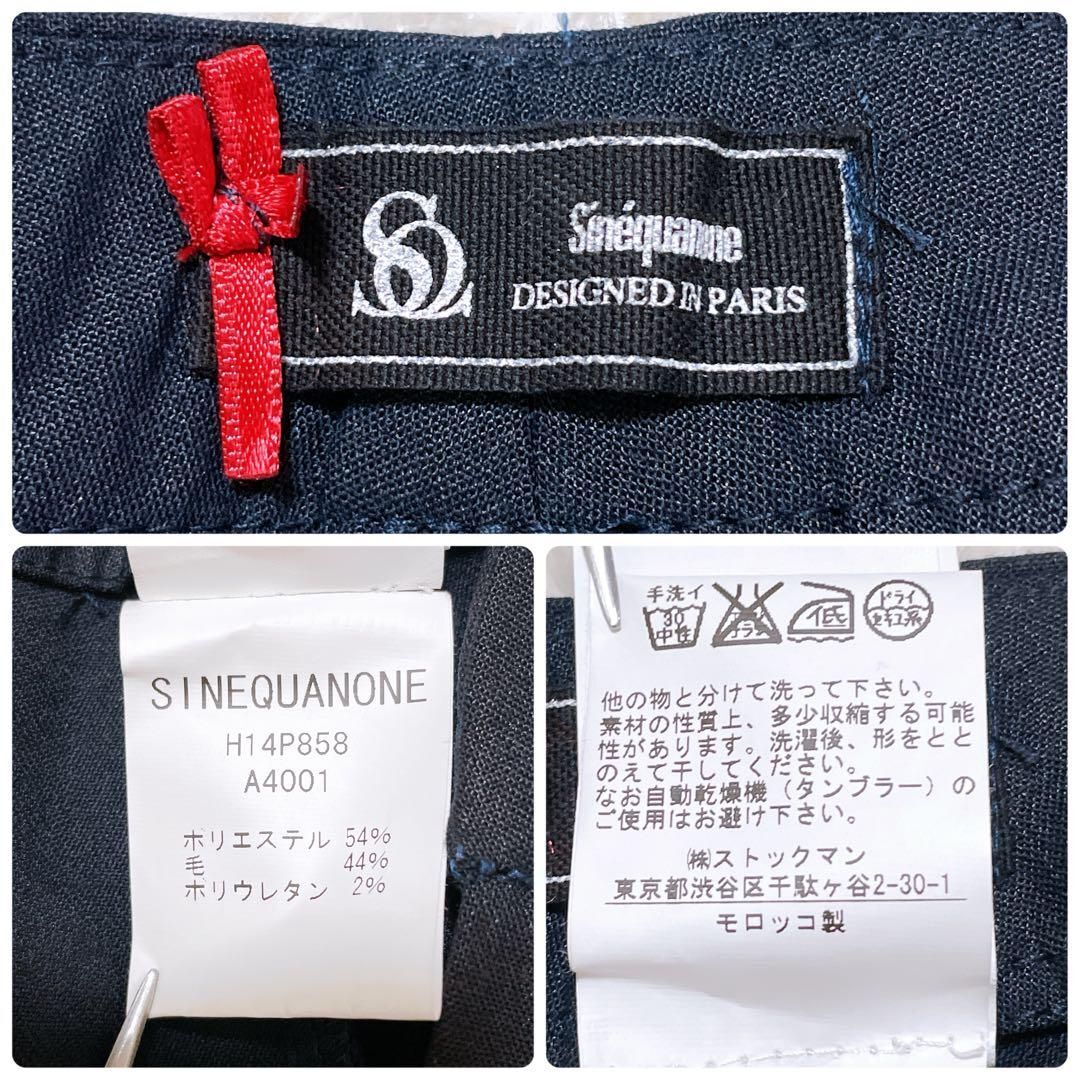 Sinéquanone
DESIGNED IN PARIS
SINEQUANONE
H14P858
A4001
ポリエステル 54%
毛 44%
ポリウレタン 2%
手洗イ
30
中性
低
ドライ
セキユ系
他の物と分けて洗って下さい。
素材の性質上、多少収縮する可能
性があります。洗濯後、形をとと
のえて干してください。
なお自動乾燥機（タンブラー）の
ご使用はお避け下さい。
㈱ストックマン
東京都渋谷区千駄ヶ谷2-30-1
モロッコ製